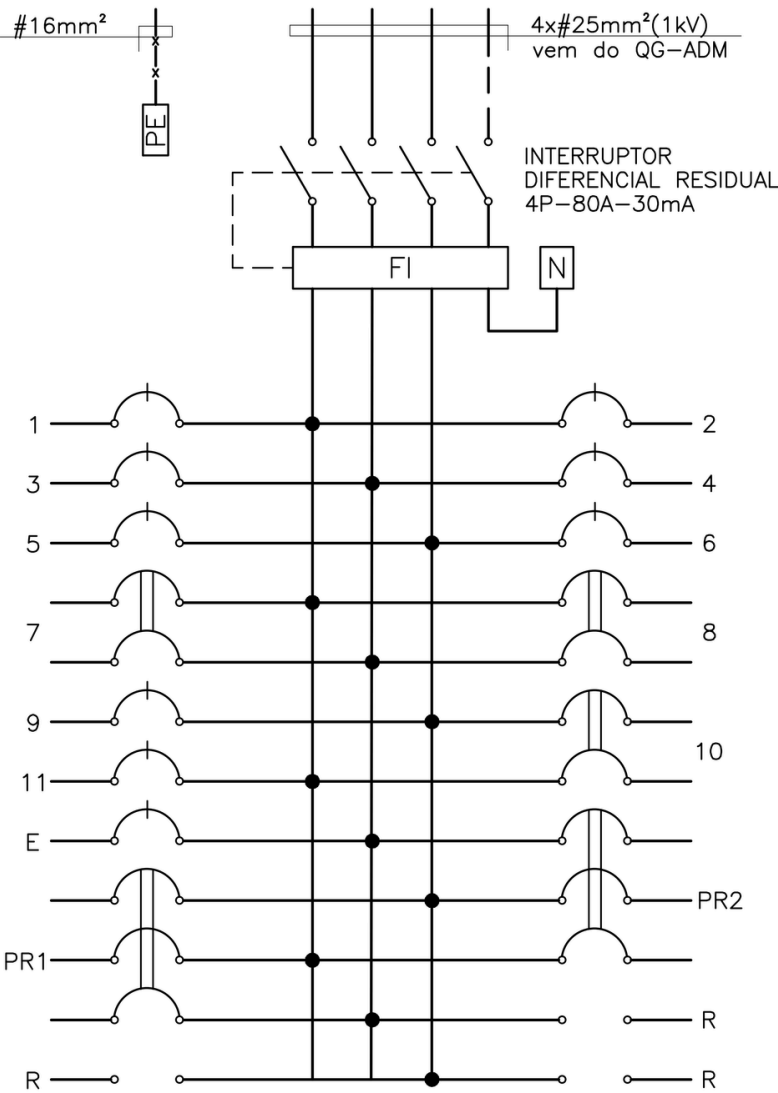 #16mm²
4x#25mm²(1kV)
vem do QG-ADM
PE
INTERRUPTOR
DIFERENCIAL RESIDUAL
4P-80A-30mA
FI
N
1
2
3
4
5
6
7
8
9
10
11
E
PR2
PR1
R
R
R